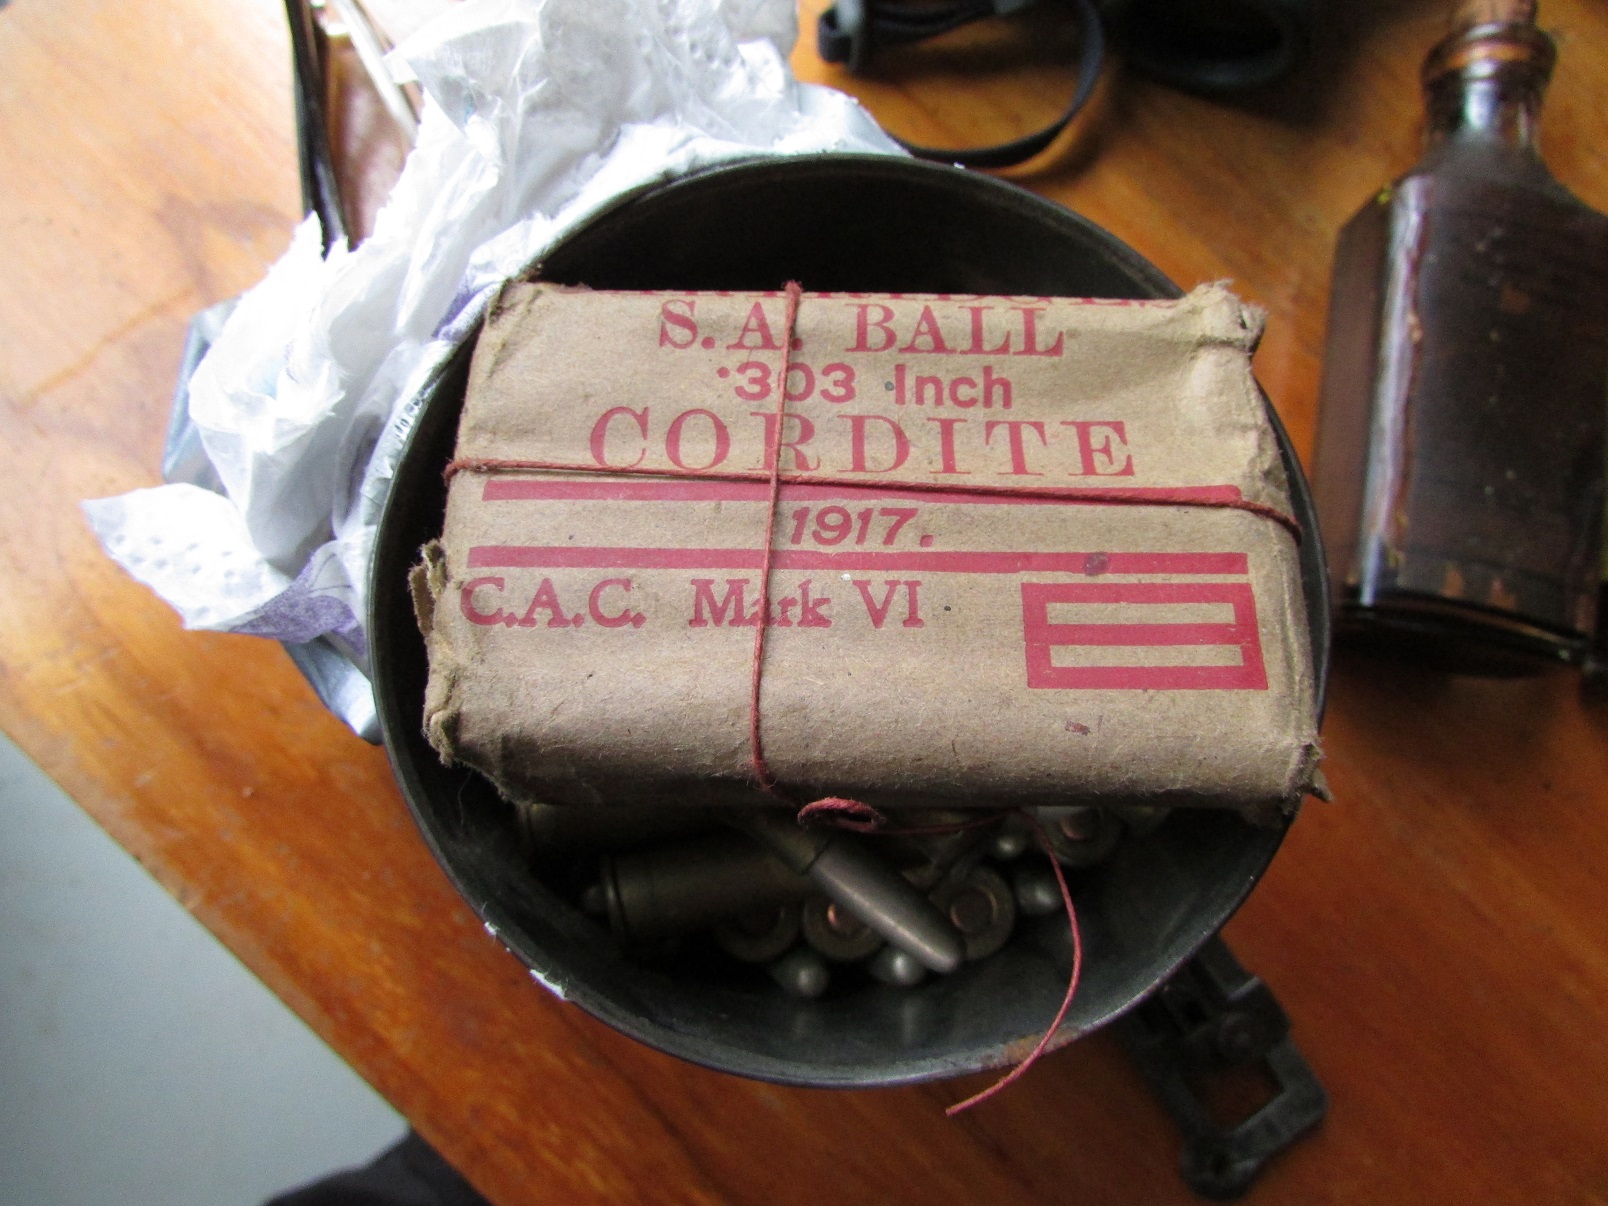 S.A. BALL
·303 Inch
CORDITE
1917.
C.A.C. Mark VI